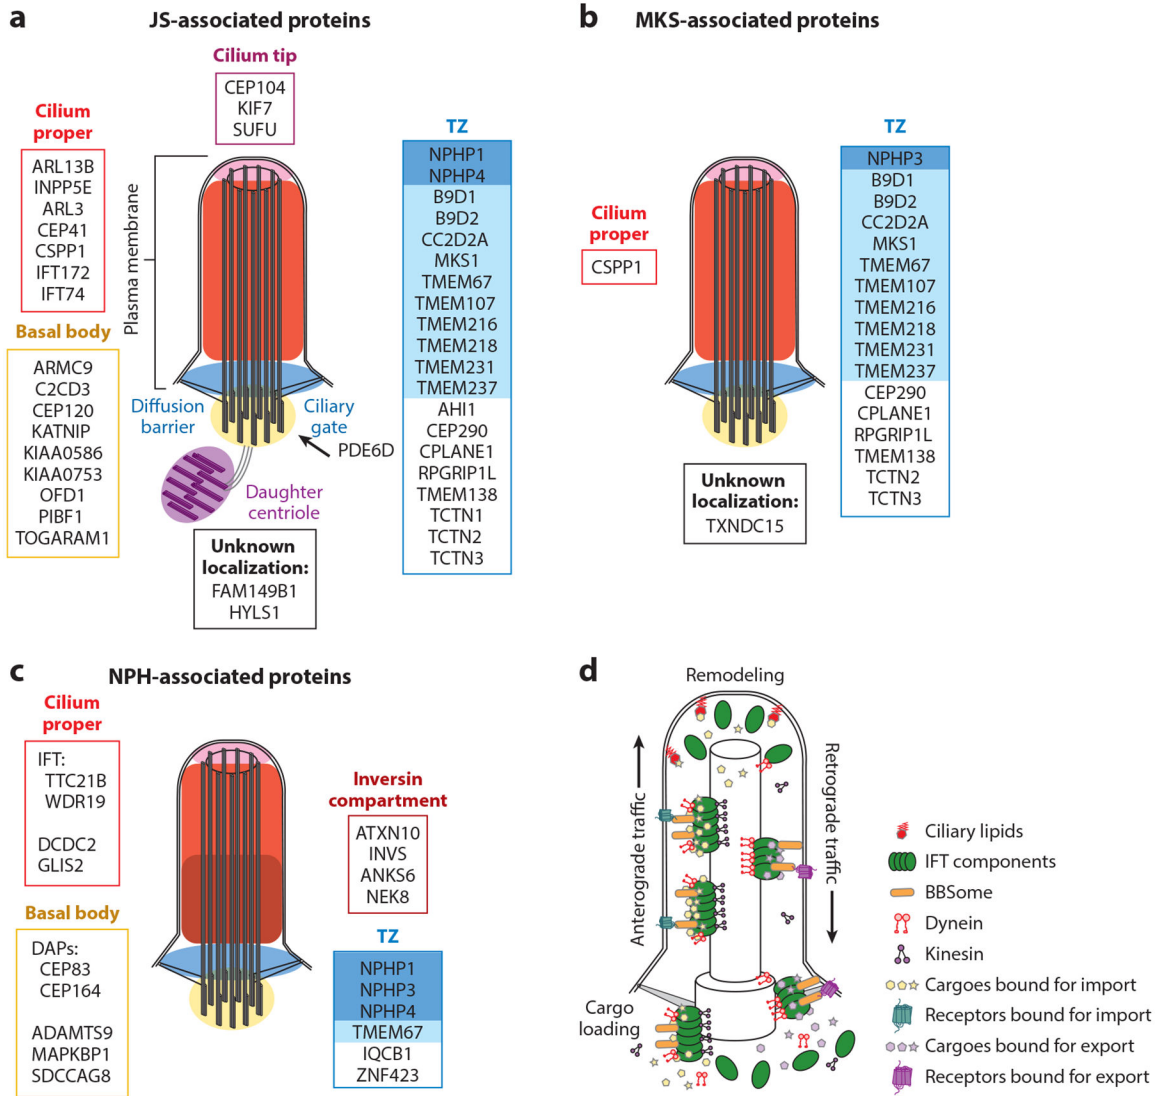 a
JS-associated proteins
Cilium tip
CEP104
KIF7
SUFU
Cilium
proper
ARL13B
INPP5E
ARL3
CEP41
CSPP1
IFT172
IFT74
Basal body
ARMC9
C2CD3
CEP120
KATNIP
KIAA0586
KIAA0753
OFD1
PIBF1
TOGARAM1
Plasma membrane
Diffusion
barrier
Ciliary
gate
PDE6D
Daughter
centriole
Unknown
localization:
FAM149B1
HYLS1
TZ
NPHP1
NPHP4
B9D1
B9D2
CC2D2A
MKS1
TMEM67
TMEM107
TMEM216
TMEM218
TMEM231
TMEM237
AHI1
CEP290
CPLANE1
RPGRIP1L
TMEM138
TCTN1
TCTN2
TCTN3
b
MKS-associated proteins
Cilium
proper
CSPP1
Unknown
localization:
TXNDC15
TZ
NPHP3
B9D1
B9D2
CC2D2A
MKS1
TMEM67
TMEM107
TMEM216
TMEM218
TMEM231
TMEM237
CEP290
CPLANE1
RPGRIP1L
TMEM138
TCTN2
TCTN3
c
NPH-associated proteins
Cilium
proper
IFT:
TTC21B
WDR19
DCDC2
GLIS2
Basal body
DAPs:
CEP83
CEP164
ADAMTS9
MAPKBP1
SDCCAG8
Inversin
compartment
ATXN10
INVS
ANKS6
NEK8
TZ
NPHP1
NPHP3
NPHP4
TMEM67
IQCB1
ZNF423
d
Remodeling
Anterograde traffic
Retrograde traffic
Cargo
loading
Ciliary lipids
IFT components
BBSome
Dynein
Kinesin
Cargoes bound for import
Receptors bound for import
Cargoes bound for export
Receptors bound for export